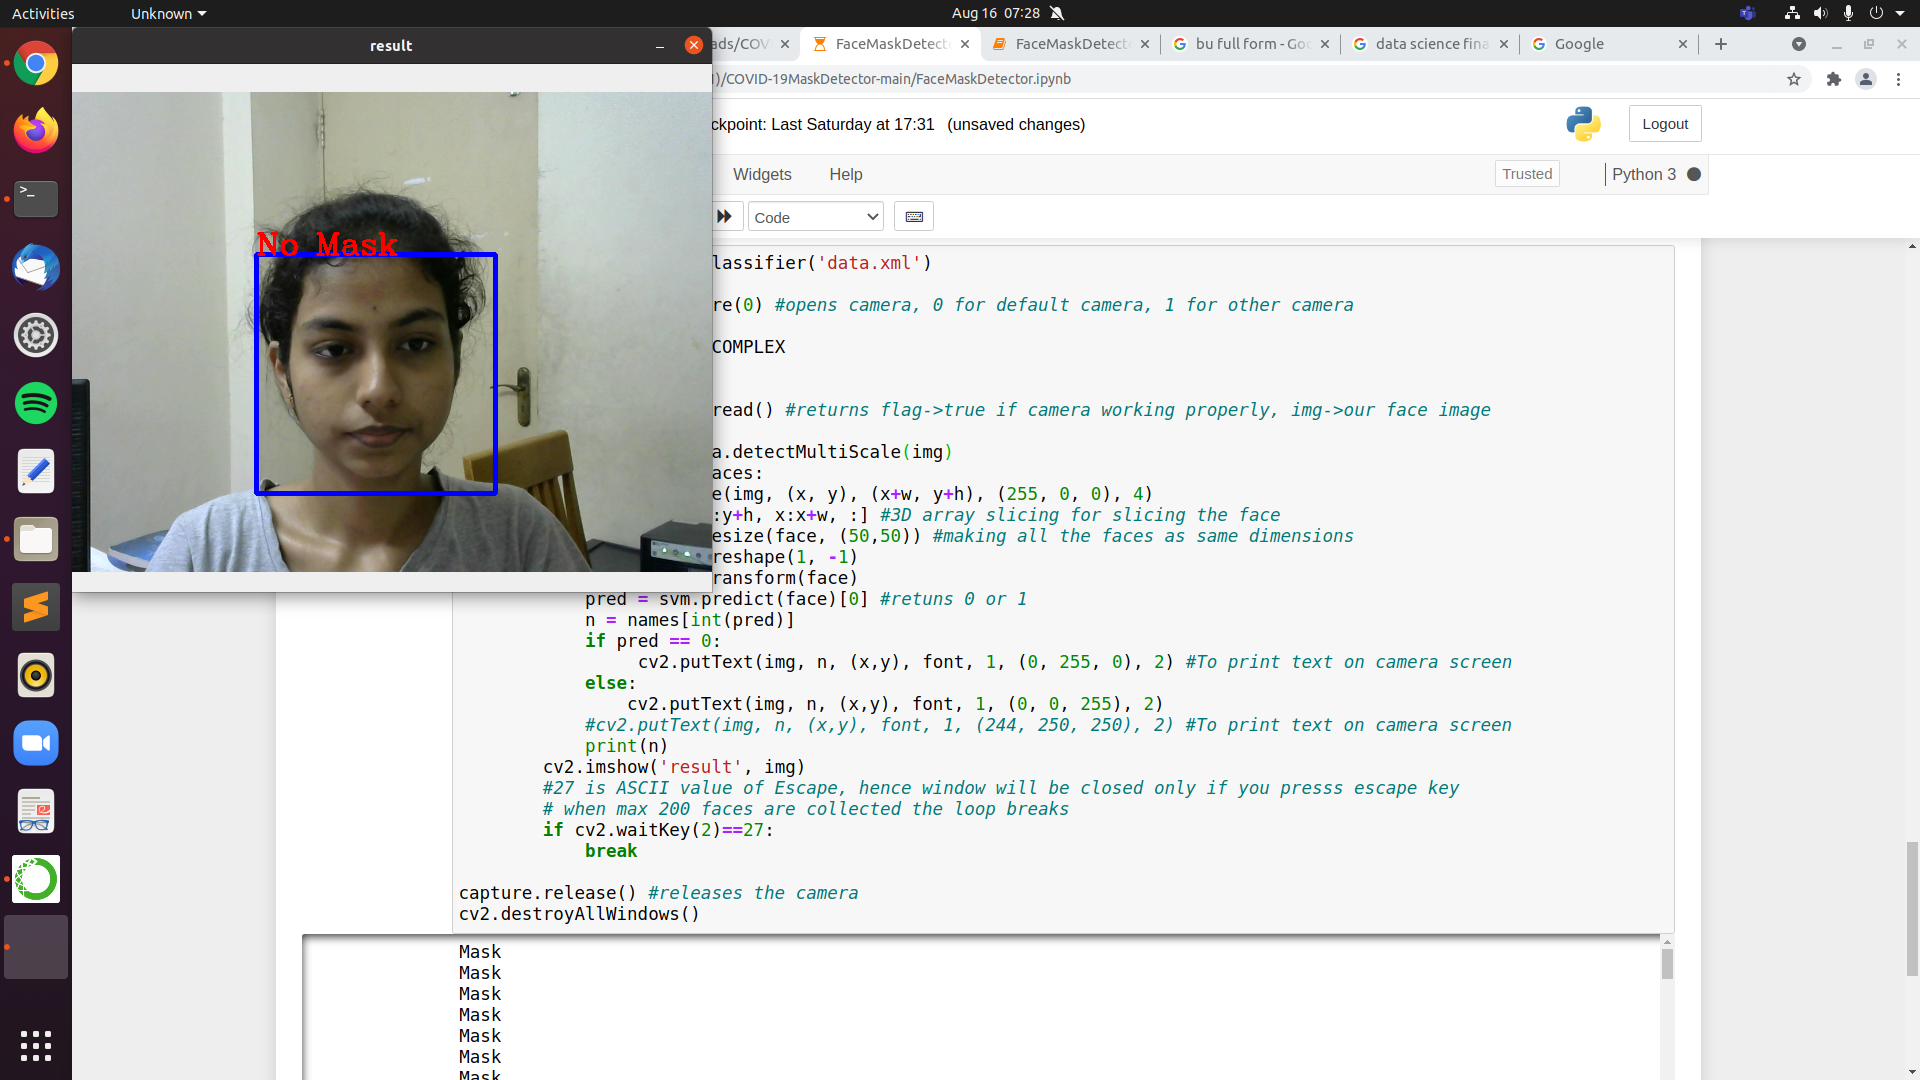 Activities
Unknown
Aug 16 07:28
result
ads/COV
FaceMaskDetect
FaceMaskDetect
bu full form - Goo
data science fina
Google
)/COVID-19MaskDetector-main/FaceMaskDetector.ipynb
ckpoint: Last Saturday at 17:31 (unsaved changes)
Logout
Widgets
Help
Trusted
Python 3
Code
No Mask
lassifier('data.xml')
re(0) #opens camera, 0 for default camera, 1 for other camera
COMPLEX
read() #returns flag->true if camera working properly, img->our face image
a.detectMultiScale(img)
aces:
e(img, (x, y), (x+w, y+h), (255, 0, 0), 4)
:y+h, x:x+w, :] #3D array slicing for slicing the face
esize(face, (50,50)) #making all the faces as same dimensions
reshape(1, -1)
ransform(face)
pred = svm.predict(face)[0] #retuns 0 or 1
n = names[int(pred)]
if pred == 0:
cv2.putText(img, n, (x,y), font, 1, (0, 255, 0), 2) #To print text on camera screen
else:
cv2.putText(img, n, (x,y), font, 1, (0, 0, 255), 2)
#cv2.putText(img, n, (x,y), font, 1, (244, 250, 250), 2) #To print text on camera screen
print(n)
cv2.imshow('result', img)
#27 is ASCII value of Escape, hence window will be closed only if you presss escape key
# when max 200 faces are collected the loop breaks
if cv2.waitKey(2)==27:
break
capture.release() #releases the camera
cv2.destroyAllWindows()
Mask
Mask
Mask
Mask
Mask
Mask
Mask